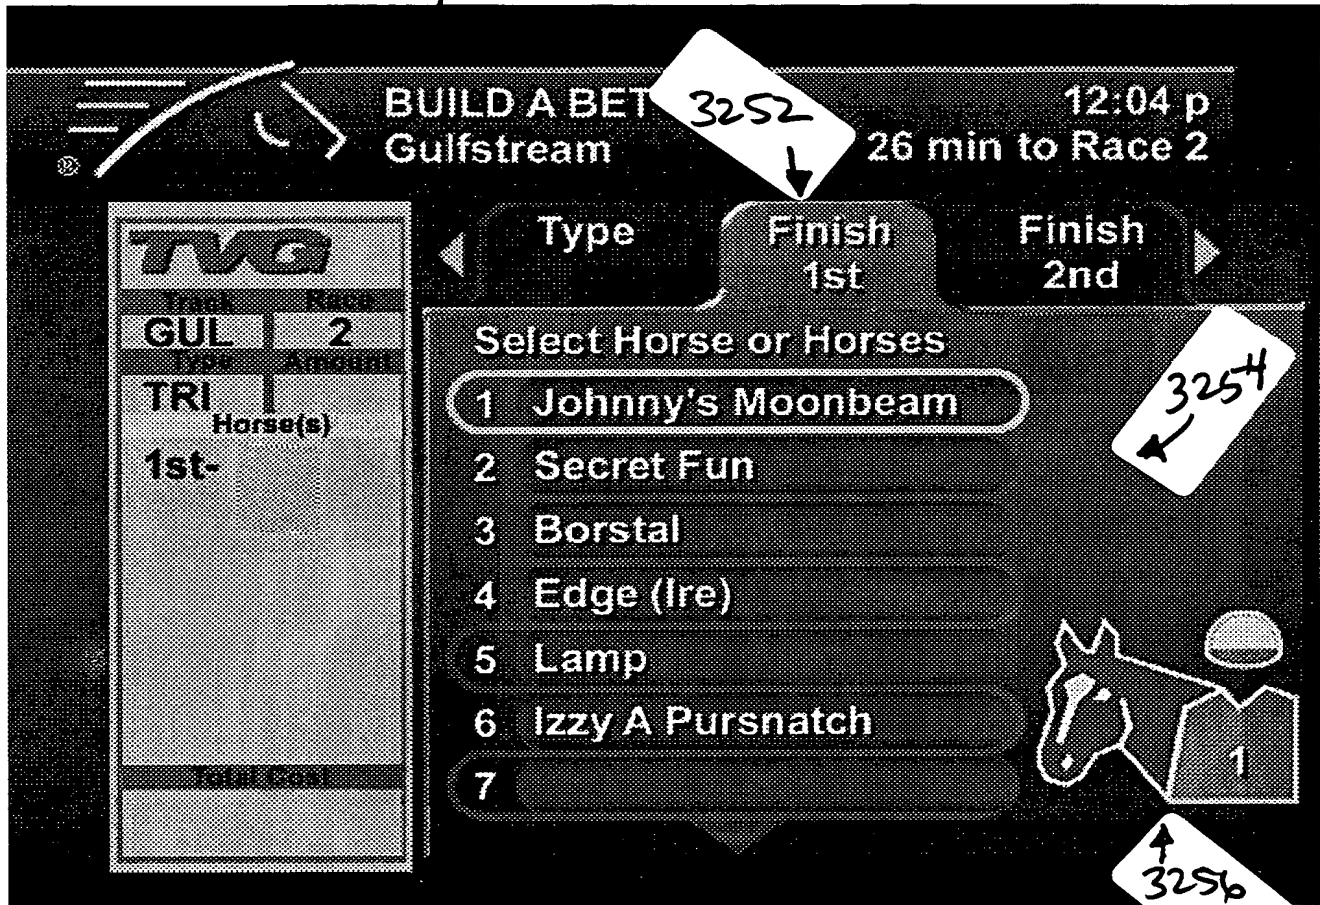 BUILD A BET
3252
12:04 p
Gulfstream
26 min to Race 2
®
TVG
Type
Finish
1st
Finish
2nd
Track
Race
GUL
2
Type
Amount
TRI
Horse(s)
1st-
Total Cost
Select Horse or Horses
1 Johnny's Moonbeam
2 Secret Fun
3 Borstal
4 Edge (Ire)
5 Lamp
6 Izzy A Pursnatch
7
3254
1
3256